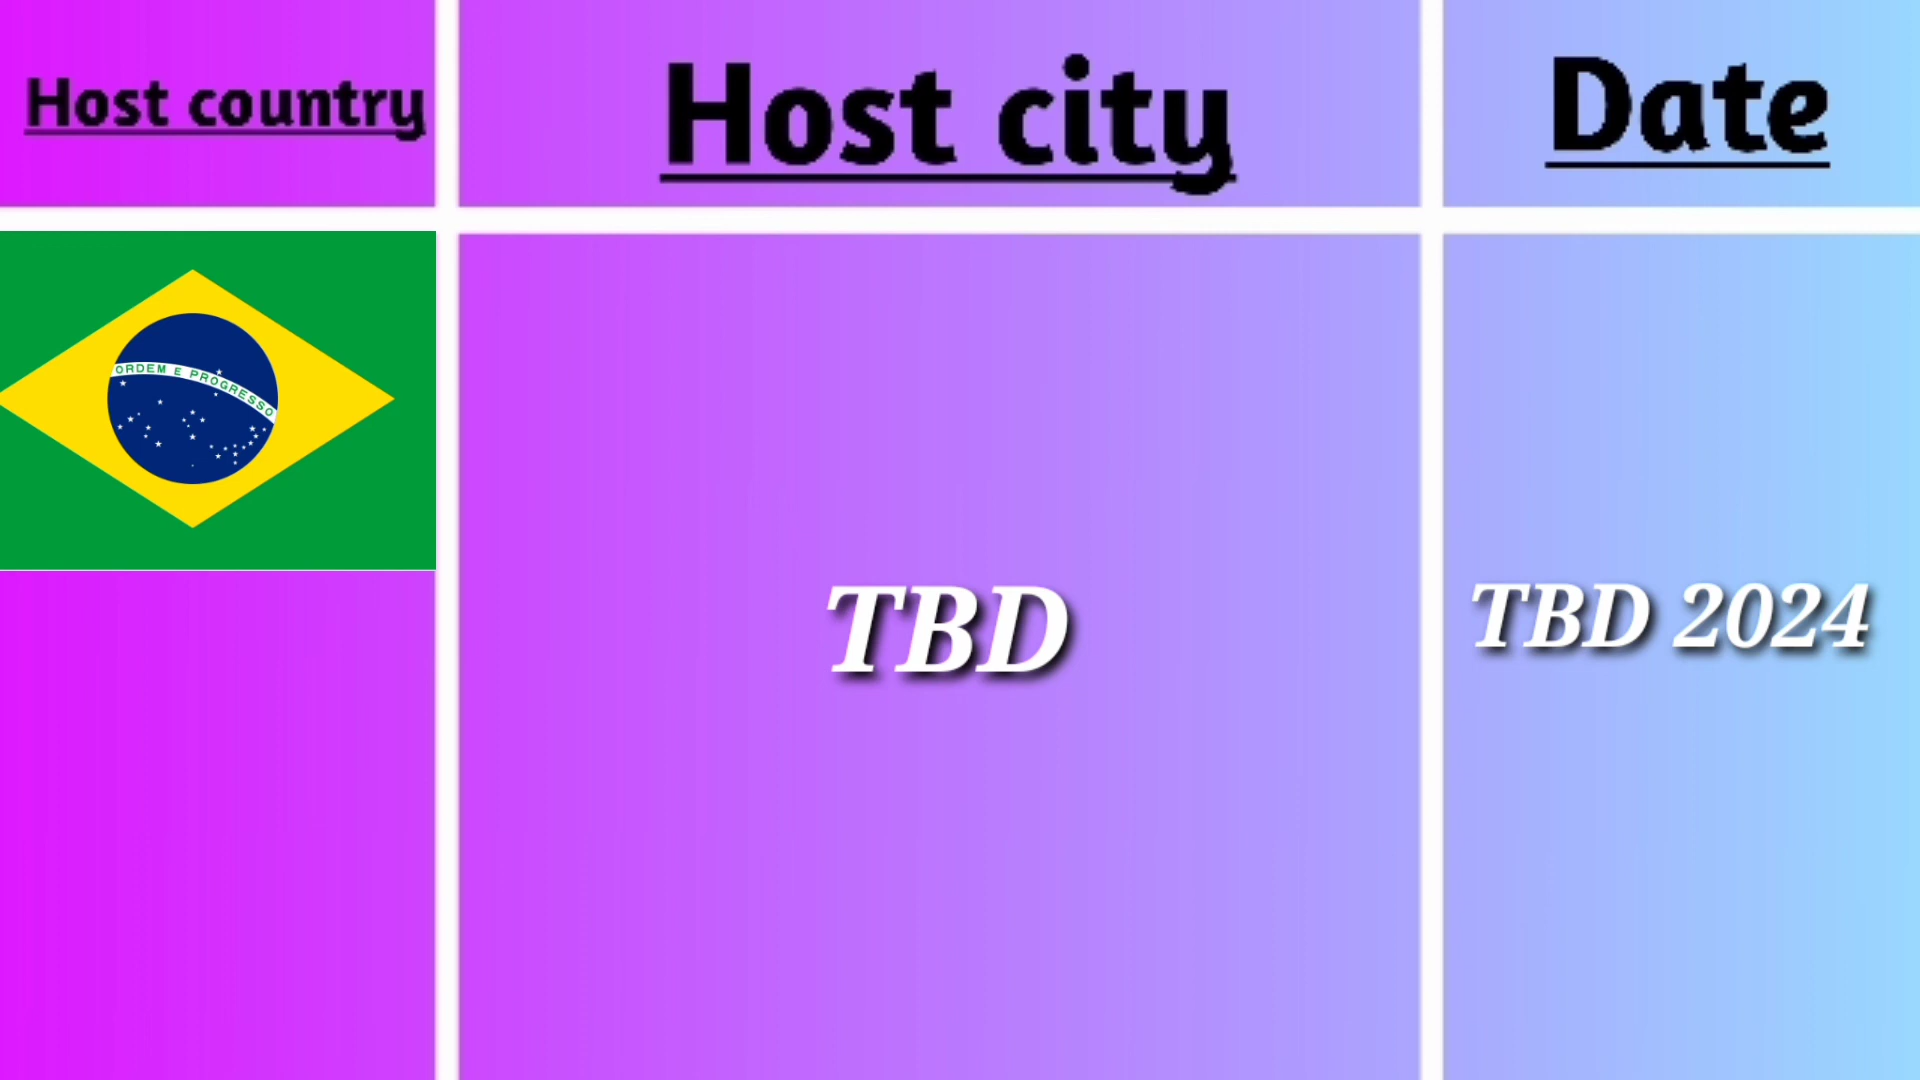 Host country
Host city
Date
ORDEM E PROGRESSO
TBD
TBD 2024